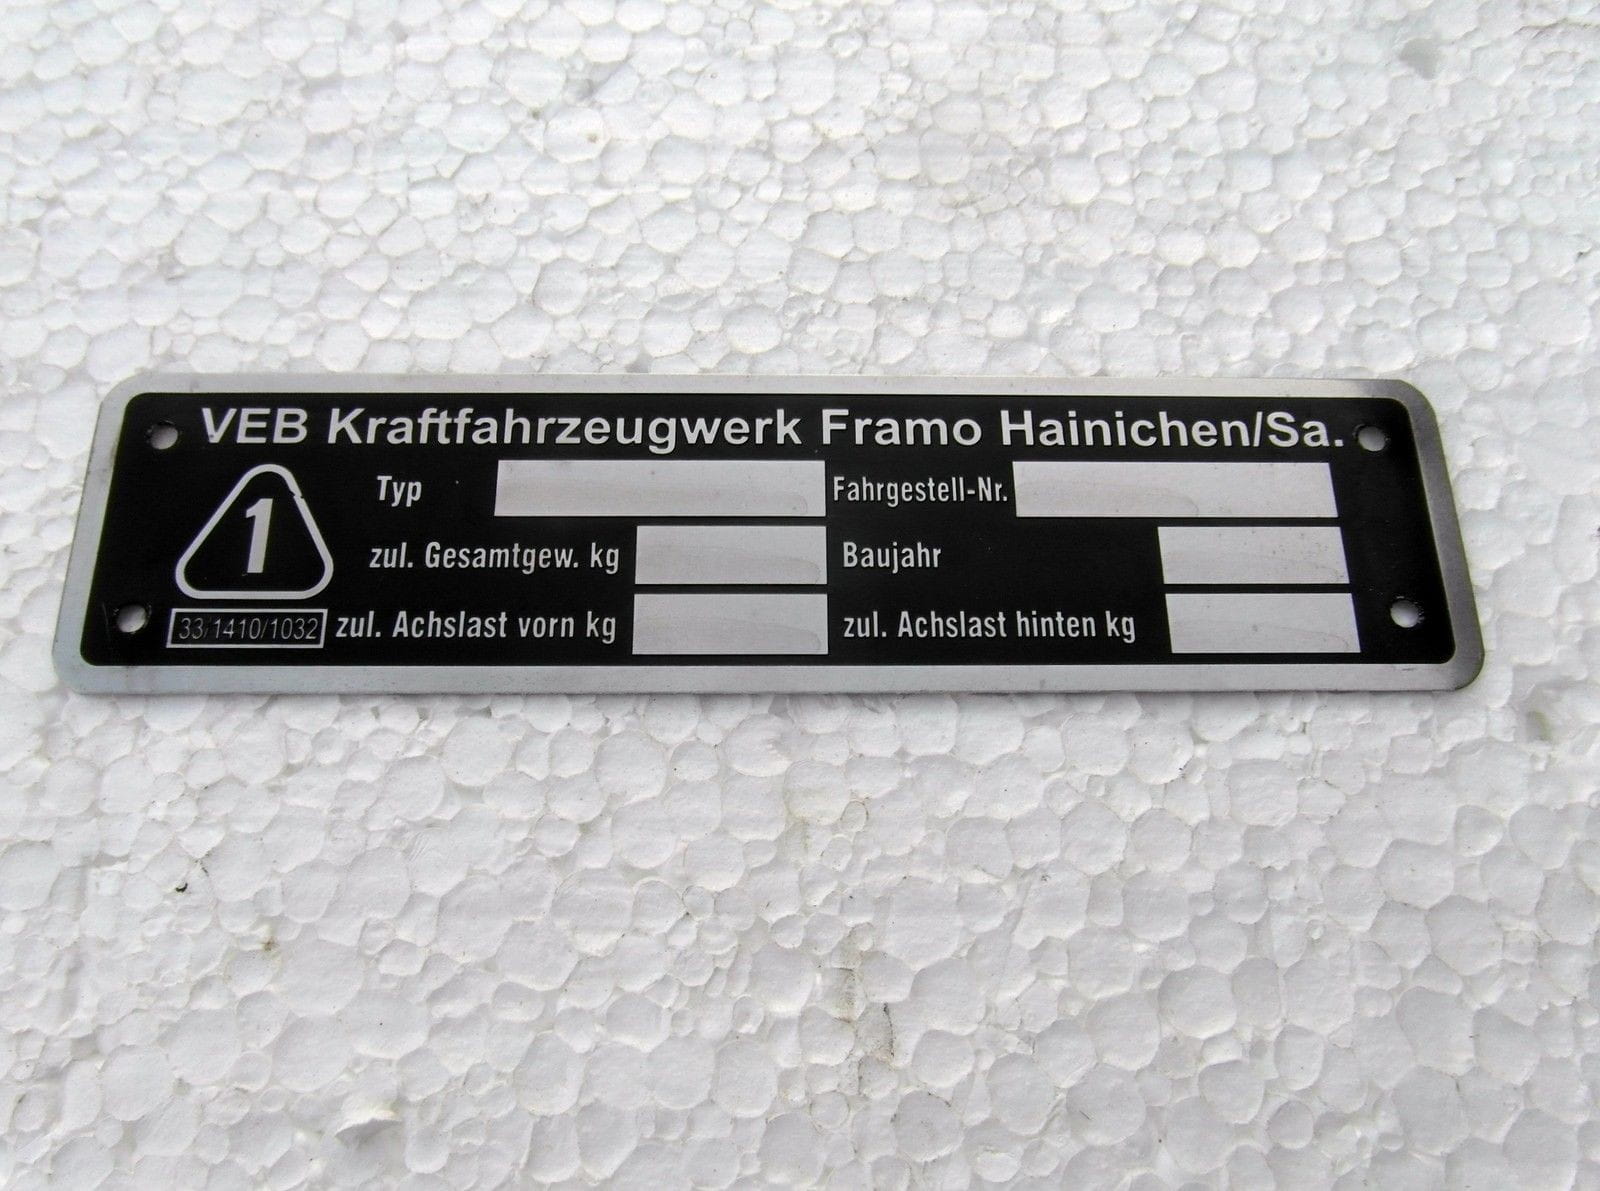 VEB Kraftfahrzeugwerk Framo Hainichen/Sa.
Typ Fahrgestell-Nr.
1
zul. Gesamtgew. kg Baujahr
33/1410/1032 zul. Achslast vorn kg zul. Achslast hinten kg